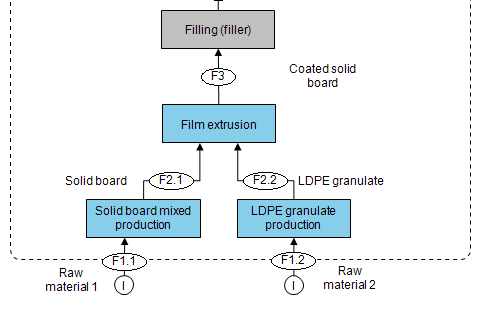 Filling (filler)
F3
Coated solid
board
Film extrusion
Solid board
F2.1
F2.2
LDPE granulate
Solid board mixed
production
LDPE granulate
production
F1.1
F1.2
Raw
material 1
I
I
Raw
material 2